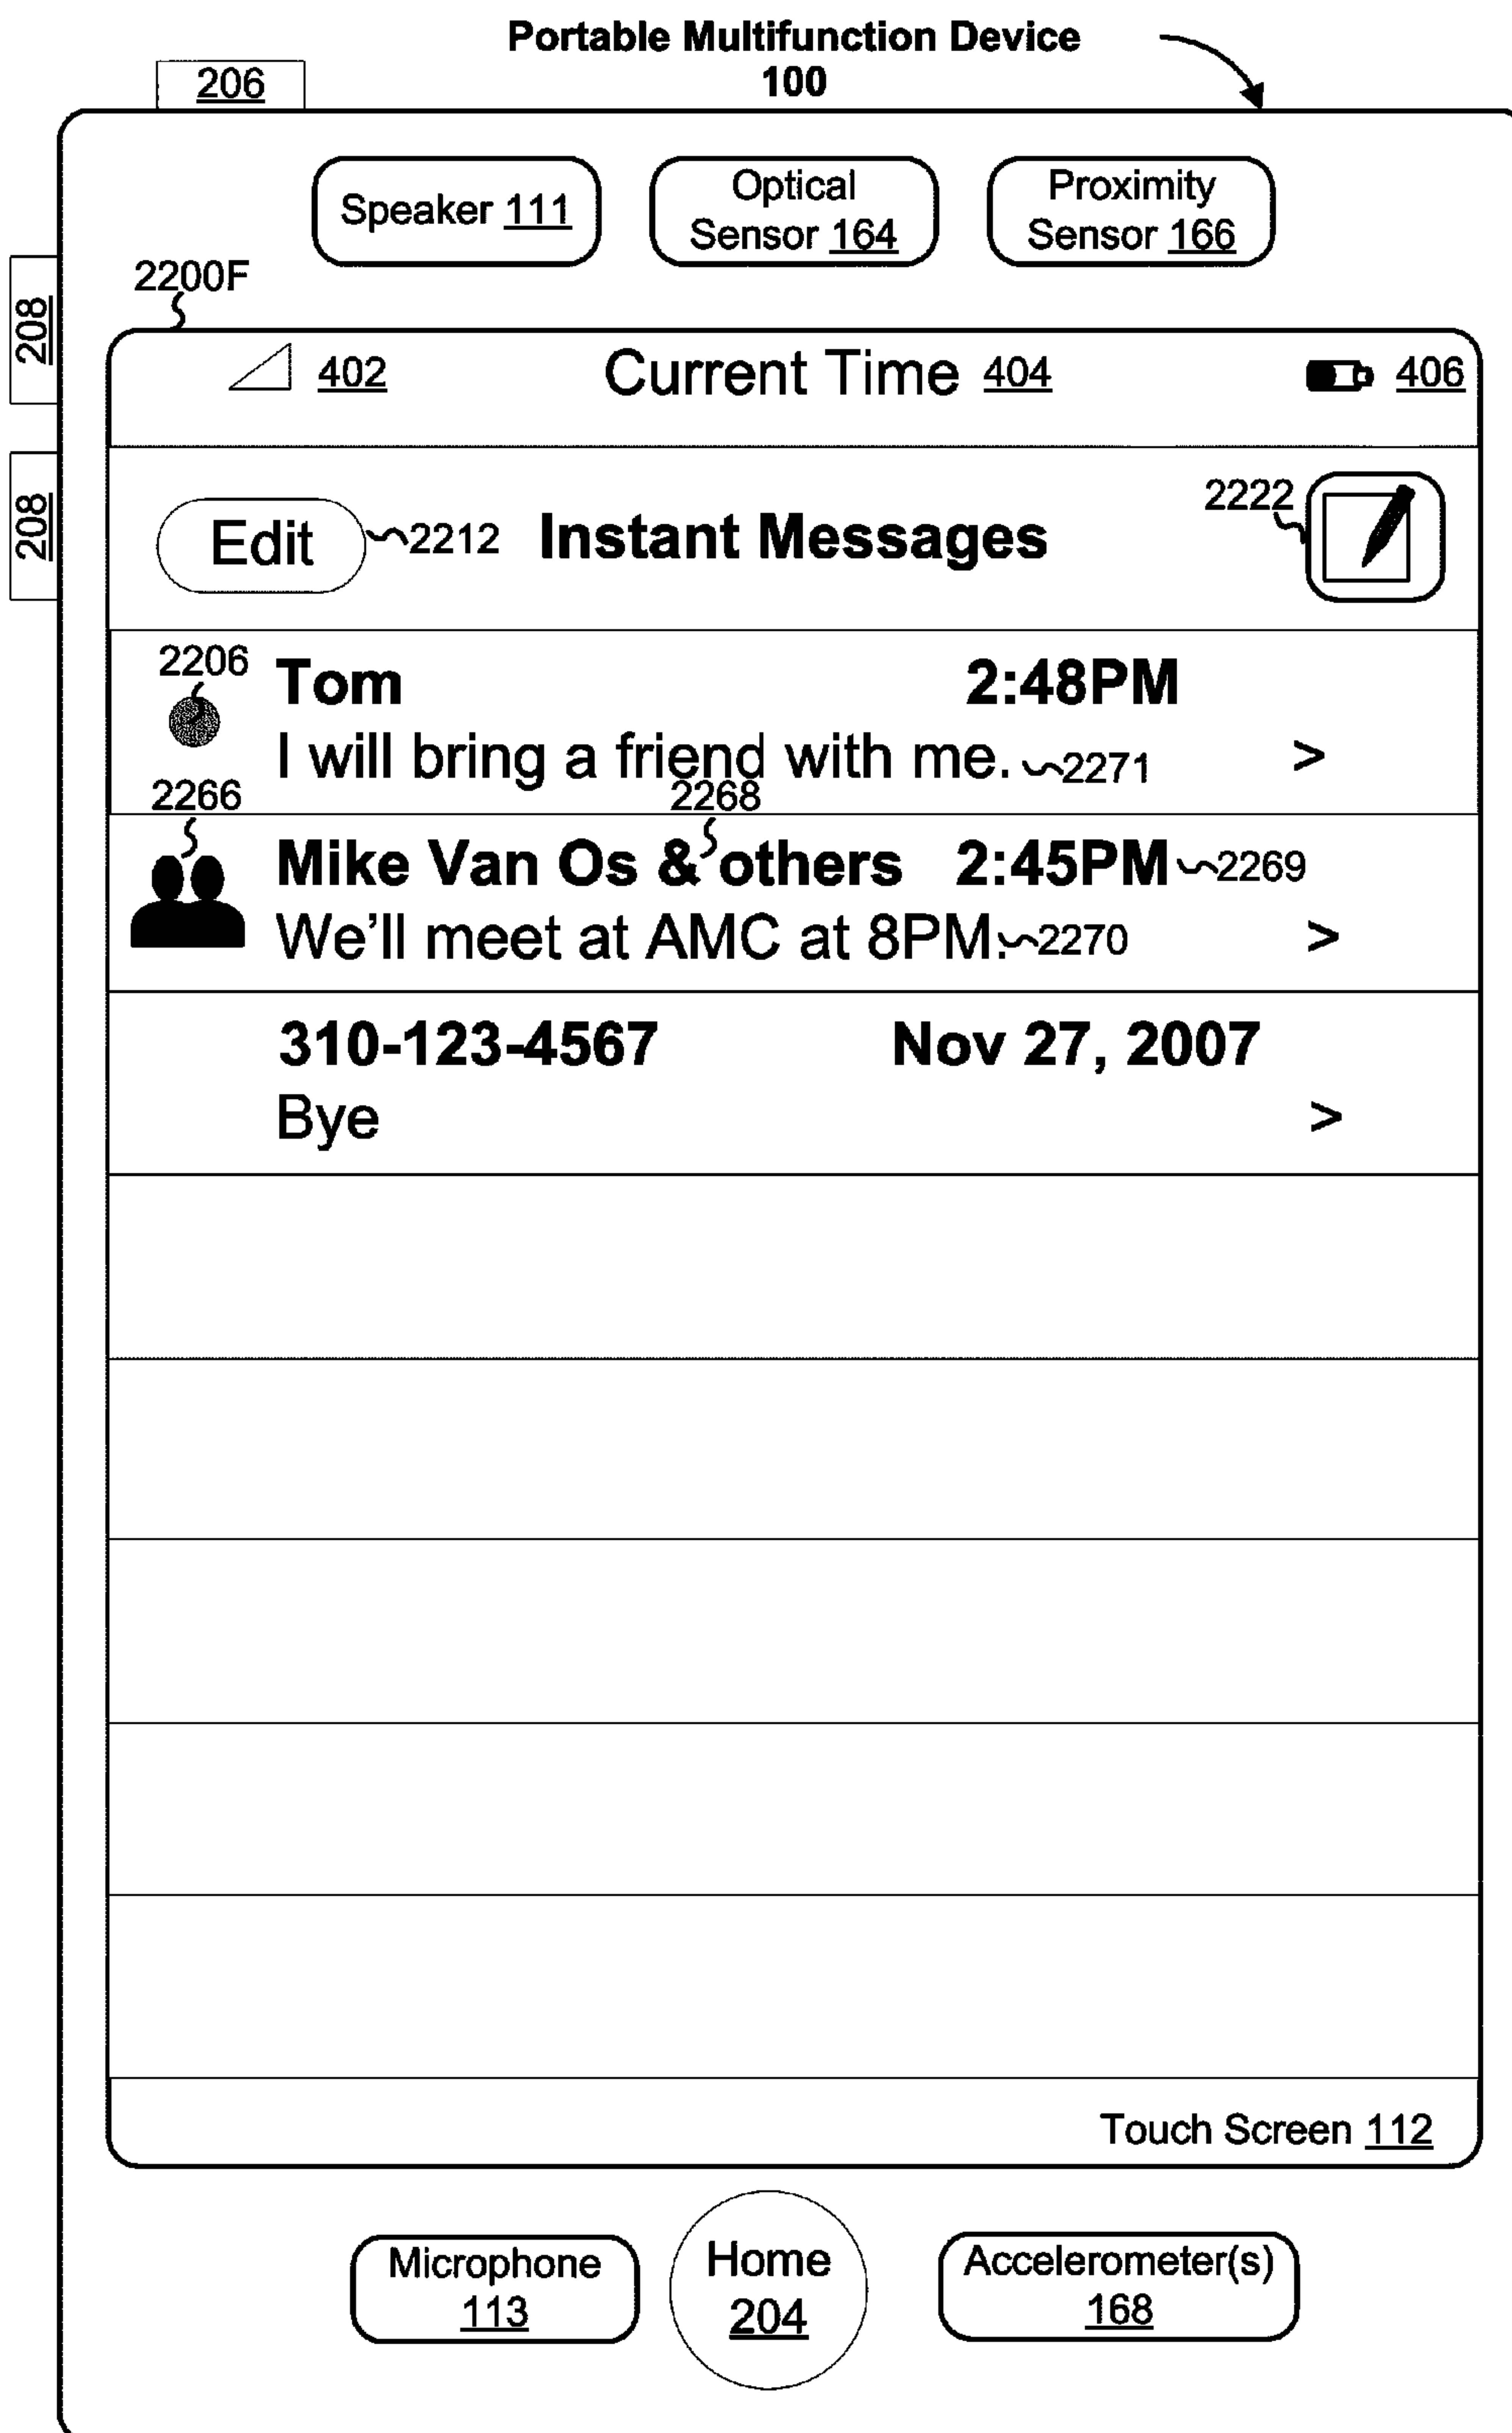 Portable Multifunction Device
100
206
Speaker 111
Optical
Sensor 164
Proximity
Sensor 166
208
2200F
402 Current Time 404 406
208
Edit 2212 Instant Messages 2222
2206 Tom 2:48PM
I will bring a friend with me. 2271 >
2266 2268
Mike Van Os & others 2:45PM 2269
We'll meet at AMC at 8PM. 2270 >
310-123-4567 Nov 27, 2007
Bye >
Touch Screen 112
Microphone
113
Home
204
Accelerometer(s)
168